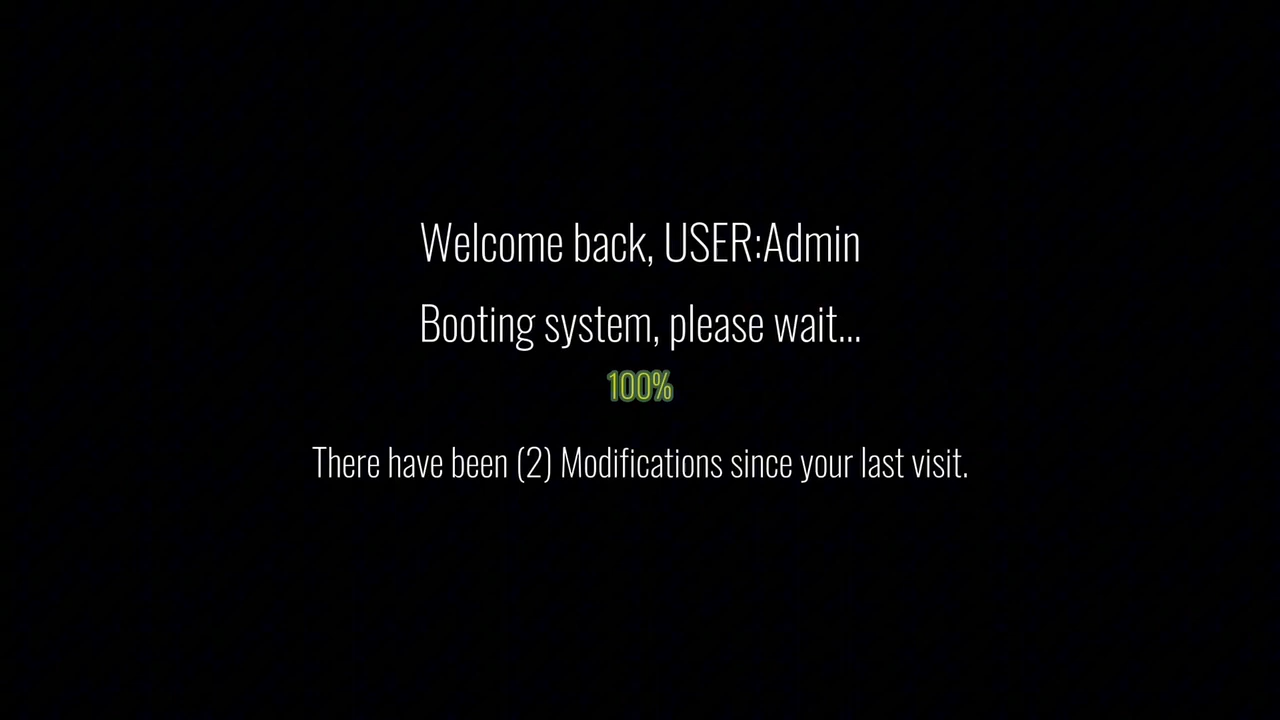 Welcome back, USER:Admin
Booting system, please wait...
100%
There have been (2) Modifications since your last visit.